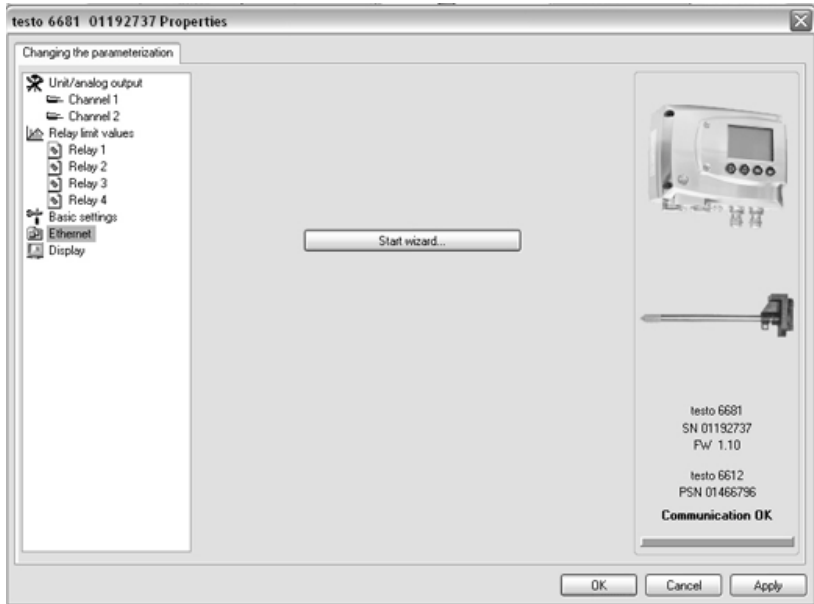 testo 6681 01192737 Properties
Changing the parameterization
Unit/analog output
Channel 1
Channel 2
Relay limit values
Relay 1
Relay 2
Relay 3
Relay 4
Basic settings
Ethernet
Display
Start wizard...
testo 6681
SN 01192737
FW 1.10
testo 6612
PSN 01466796
Communication OK
OK
Cancel
Apply